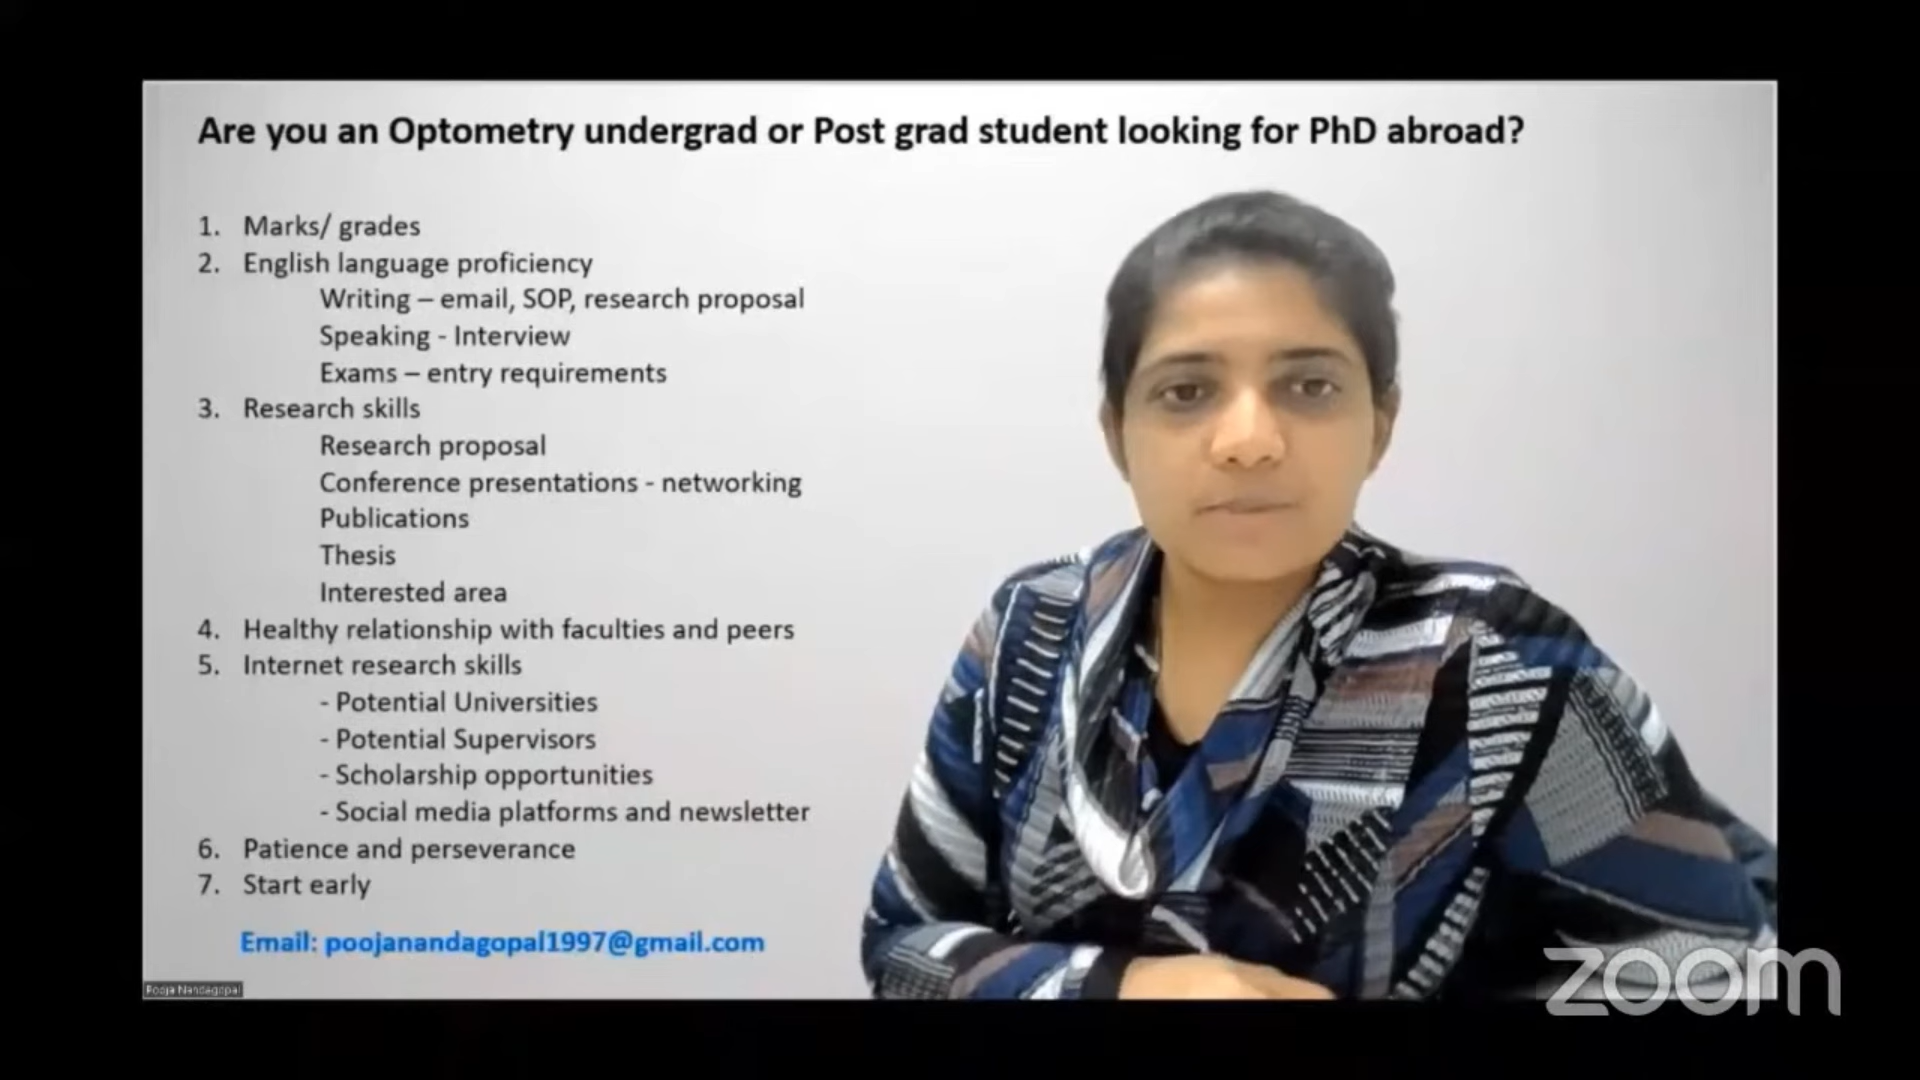 Are you an Optometry undergrad or Post grad student looking for PhD abroad?
1. Marks/ grades
2. English language proficiency
Writing – email, SOP, research proposal
Speaking - Interview
Exams – entry requirements
3. Research skills
Research proposal
Conference presentations - networking
Publications
Thesis
Interested area
4. Healthy relationship with faculties and peers
5. Internet research skills
- Potential Universities
- Potential Supervisors
- Scholarship opportunities
- Social media platforms and newsletter
6. Patience and perseverance
7. Start early
Email: poojanandagopal1997@gmail.com
Pooja Nandagopal
zoom